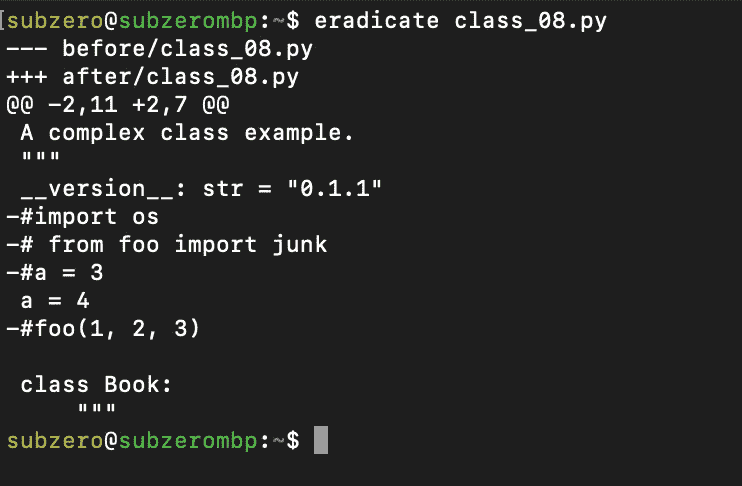 [subzero@subzerombp:~$ eradicate class_08.py
--- before/class_08.py
+++ after/class_08.py
@@ -2,11 +2,7 @@
 A complex class example.
 """
 __version__: str = "0.1.1"
-#import os
-# from foo import junk
-#a = 3
 a = 4
-#foo(1, 2, 3)

 class Book:
     """
subzero@subzerombp:~$